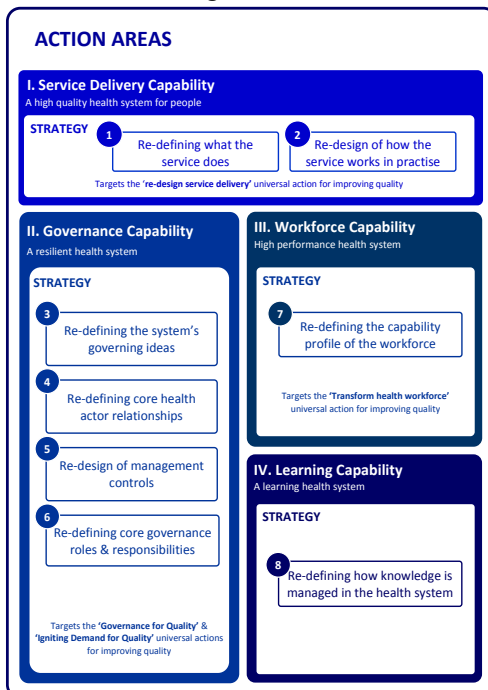 ACTION AREAS
I. Service Delivery Capability
A high quality health system for people
STRATEGY
1
Re-defining what the
service does
2
Re-design of how the
service works in practise
Targets the 're-design service delivery' universal action for improving quality
II. Governance Capability
A resilient health system
STRATEGY
3
Re-defining the system's
governing ideas
4
Re-defining core health
actor relationships
5
Re-design of management
controls
6
Re-defining core governance
roles & responsibilities
Targets the 'Governance for Quality' &
'Igniting Demand for Quality' universal actions
for improving quality
III. Workforce Capability
High performance health system
STRATEGY
7
Re-defining the capability
profile of the workforce
Targets the 'Transform health workforce'
universal action for improving quality
IV. Learning Capability
A learning health system
STRATEGY
8
Re-defining how knowledge is
managed in the health system